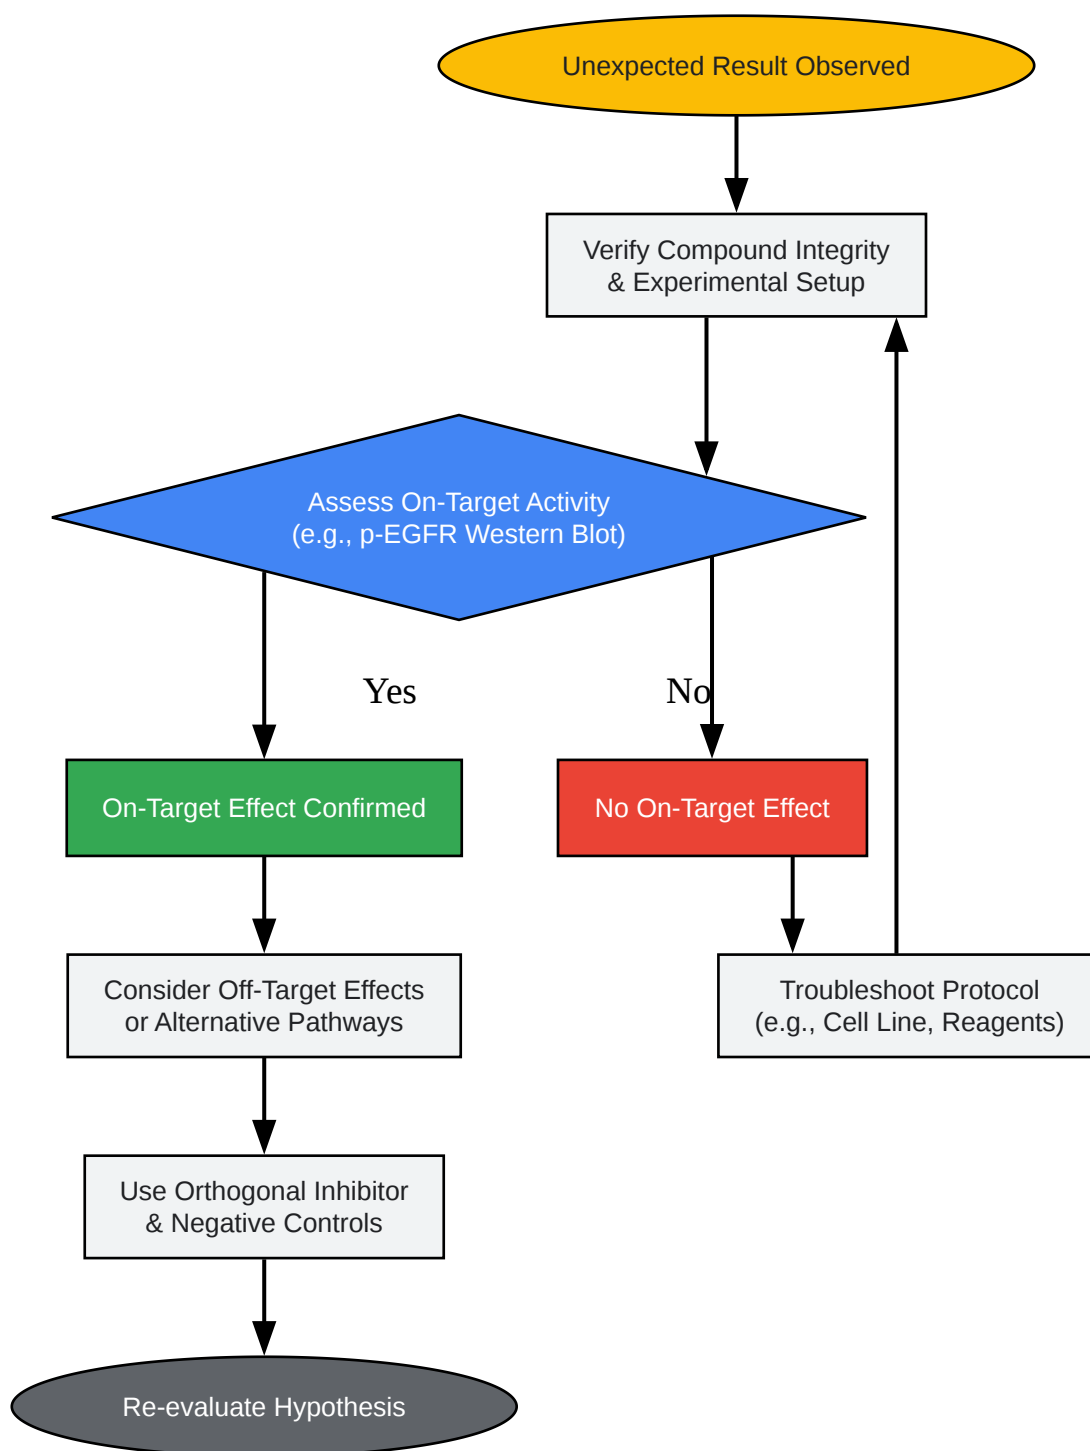 Unexpected Result Observed
Verify Compound Integrity
& Experimental Setup
Assess On-Target Activity
(e.g., p-EGFR Western Blot)
Yes
No
On-Target Effect Confirmed
No On-Target Effect
Consider Off-Target Effects
or Alternative Pathways
Troubleshoot Protocol
(e.g., Cell Line, Reagents)
Use Orthogonal Inhibitor
& Negative Controls
Re-evaluate Hypothesis